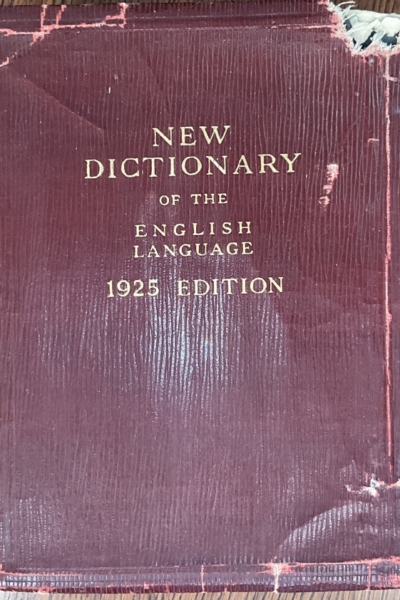 NEW
DICTIONARY
OF THE
ENGLISH
LANGUAGE
1925 EDITION